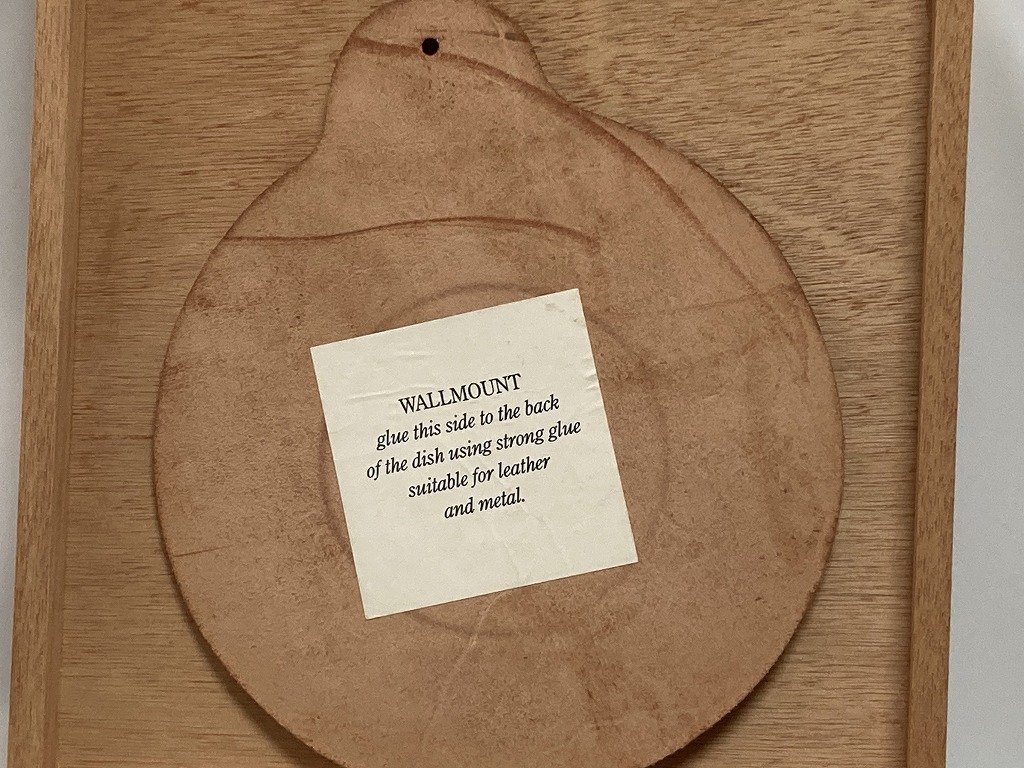 WALLMOUNT
glue this side to the back
of the dish using strong glue
suitable for leather
and metal.